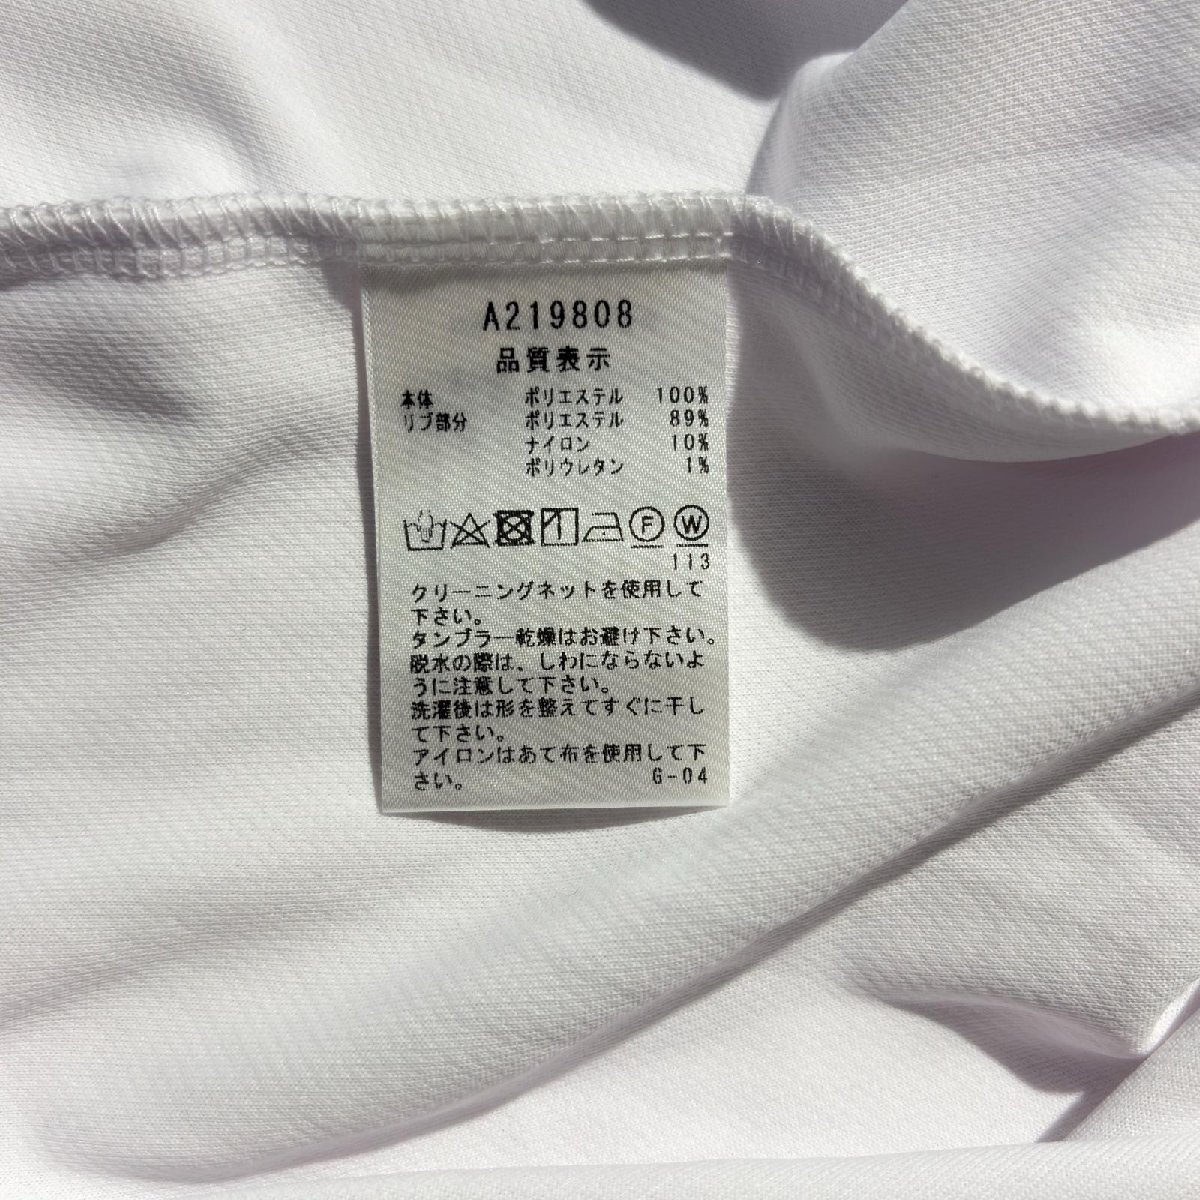 A219808
品質表示
本体 ポリエステル 100%
リブ部分 ポリエステル 89%
ナイロン 10%
ポリウレタン 1%
F W
113
クリーニングネットを使用して
下さい。
タンブラー乾燥はお避け下さい。
脱水の際は、しわにならないよ
うに注意して下さい。
洗濯後は形を整えてすぐに干し
て下さい。
アイロンはあて布を使用して下
さい。 G-04